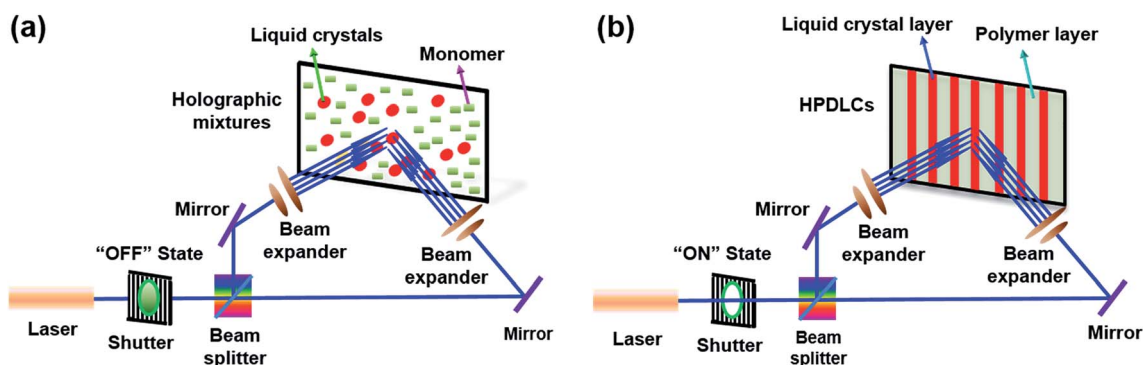 (a)
Liquid crystals
Monomer
Holographic
mixtures
Mirror
Beam
expander
Beam
expander
“OFF” State
Laser
Shutter
Beam
splitter
Mirror
(b)
Liquid crystal layer
Polymer layer
HPDLCs
Mirror
Beam
expander
Beam
expander
“ON” State
Laser
Shutter
Beam
splitter
Mirror